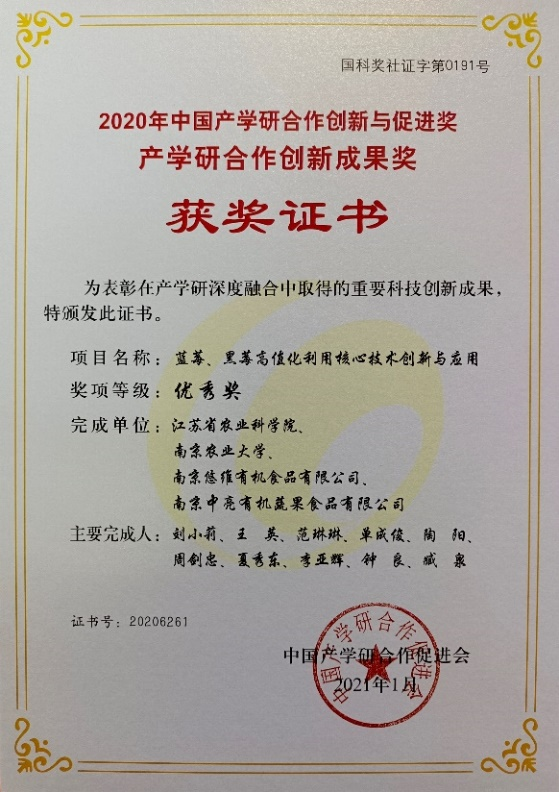 国科奖社证字第0191号
2020年中国产学研合作创新与促进奖
产学研合作创新成果奖
获奖证书
为表彰在产学研深度融合中取得的重要科技创新成果，
特颁发此证书。
项目名称：蓝莓、黑莓高值化利用核心技术创新与应用
奖项等级：优秀奖
完成单位：江苏省农业科学院、
南京农业大学、
南京悠维有机食品有限公司、
南京中亮有机蔬果食品有限公司
主要完成人：刘小莉、王 英、范琳琳、单成俊、陶 阳、
周剑忠、夏秀东、李亚辉、钟 良、臧 泉
证书号：20206261
中国产学研合作促进会
2021年1月
中国产学研合作促进会